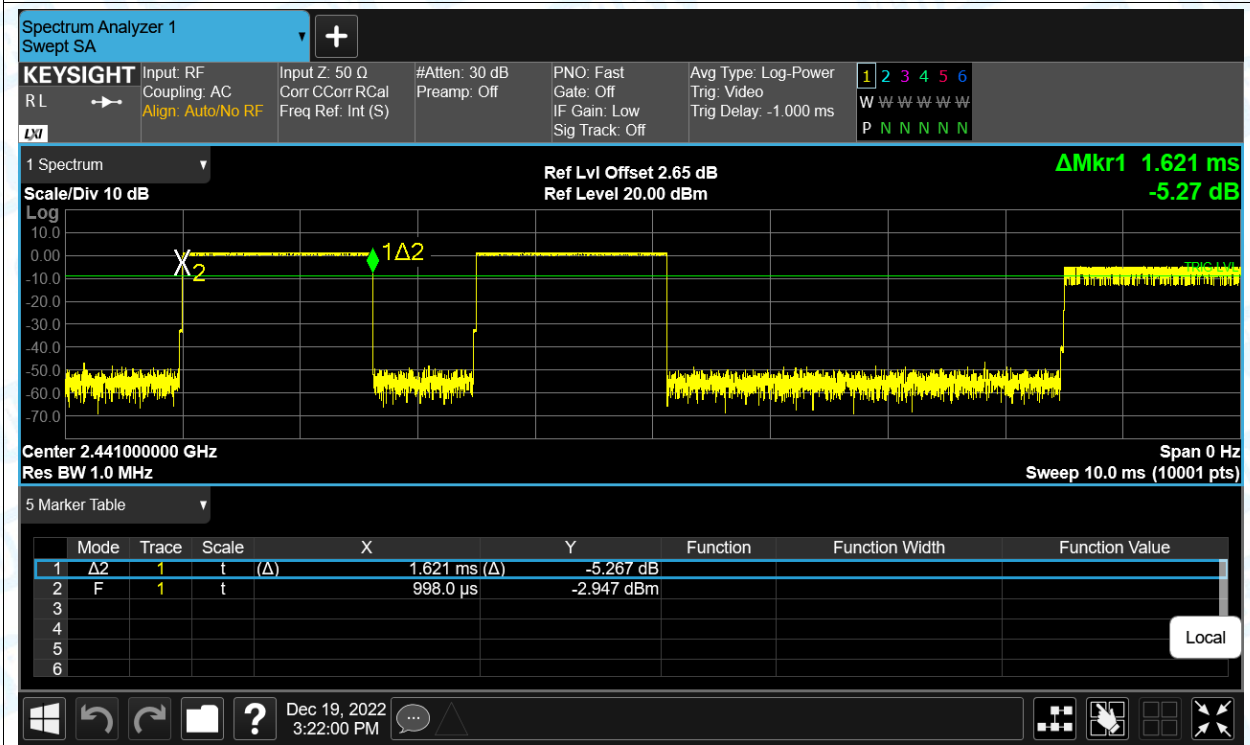 Spectrum Analyzer 1
Swept SA
+
KEYSIGHT Input: RF Input Z: 50 Ω #Atten: 30 dB PNO: Fast Avg Type: Log-Power 1 2 3 4 5 6
RL Coupling: AC Corr CCorr RCal Preamp: Off Gate: Off Trig: Video W W W W W W
Align: Auto/No RF Freq Ref: Int (S) IF Gain: Low Trig Delay: -1.000 ms
LXI Sig Track: Off P N N N N N
1 Spectrum
Ref Lvl Offset 2.65 dB ΔMkr1 1.621 ms
Scale/Div 10 dB Ref Level 20.00 dBm -5.27 dB
Log
10.0
0.00 1Δ2
2
-10.0 TRIG LVL
-20.0
-30.0
-40.0
-50.0
-60.0
-70.0
Center 2.441000000 GHz Span 0 Hz
Res BW 1.0 MHz Sweep 10.0 ms (10001 pts)
5 Marker Table
Mode Trace Scale X Y Function Function Width Function Value
1 Δ2 1 t (Δ) 1.621 ms (Δ) -5.267 dB
2 F 1 t 998.0 µs -2.947 dBm
3
4
5
6
Local
? Dec 19, 2022
3:22:00 PM